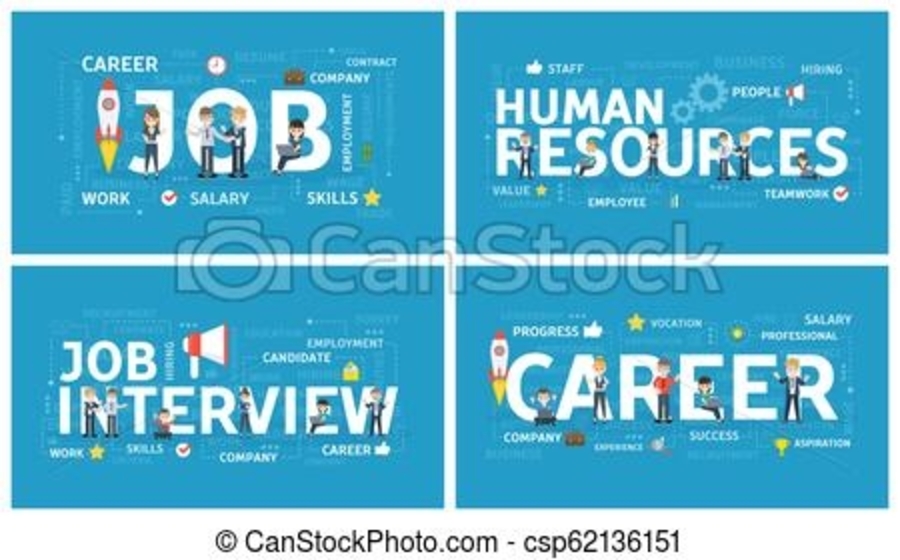 CAREER
CONTRACT
COMPANY
JOB
EMPLOYMENT
WORK
SALARY
SKILLS
STAFF
DEVELOPMENT
BUSINESS
HIRING
PEOPLE
HUMAN
RESOURCES
VALUE
EMPLOYEE
TEAMWORK
CanStock
JOB
HIRING
EMPLOYMENT
CANDIDATE
INTERVIEW
WORK
SKILLS
COMPANY
CAREER
PROGRESS
VOCATION
SALARY
PROFESSIONAL
CAREER
COMPANY
EXPERIENCE
SUCCESS
ASPIRATION
© CanStockPhoto.com - csp62136151